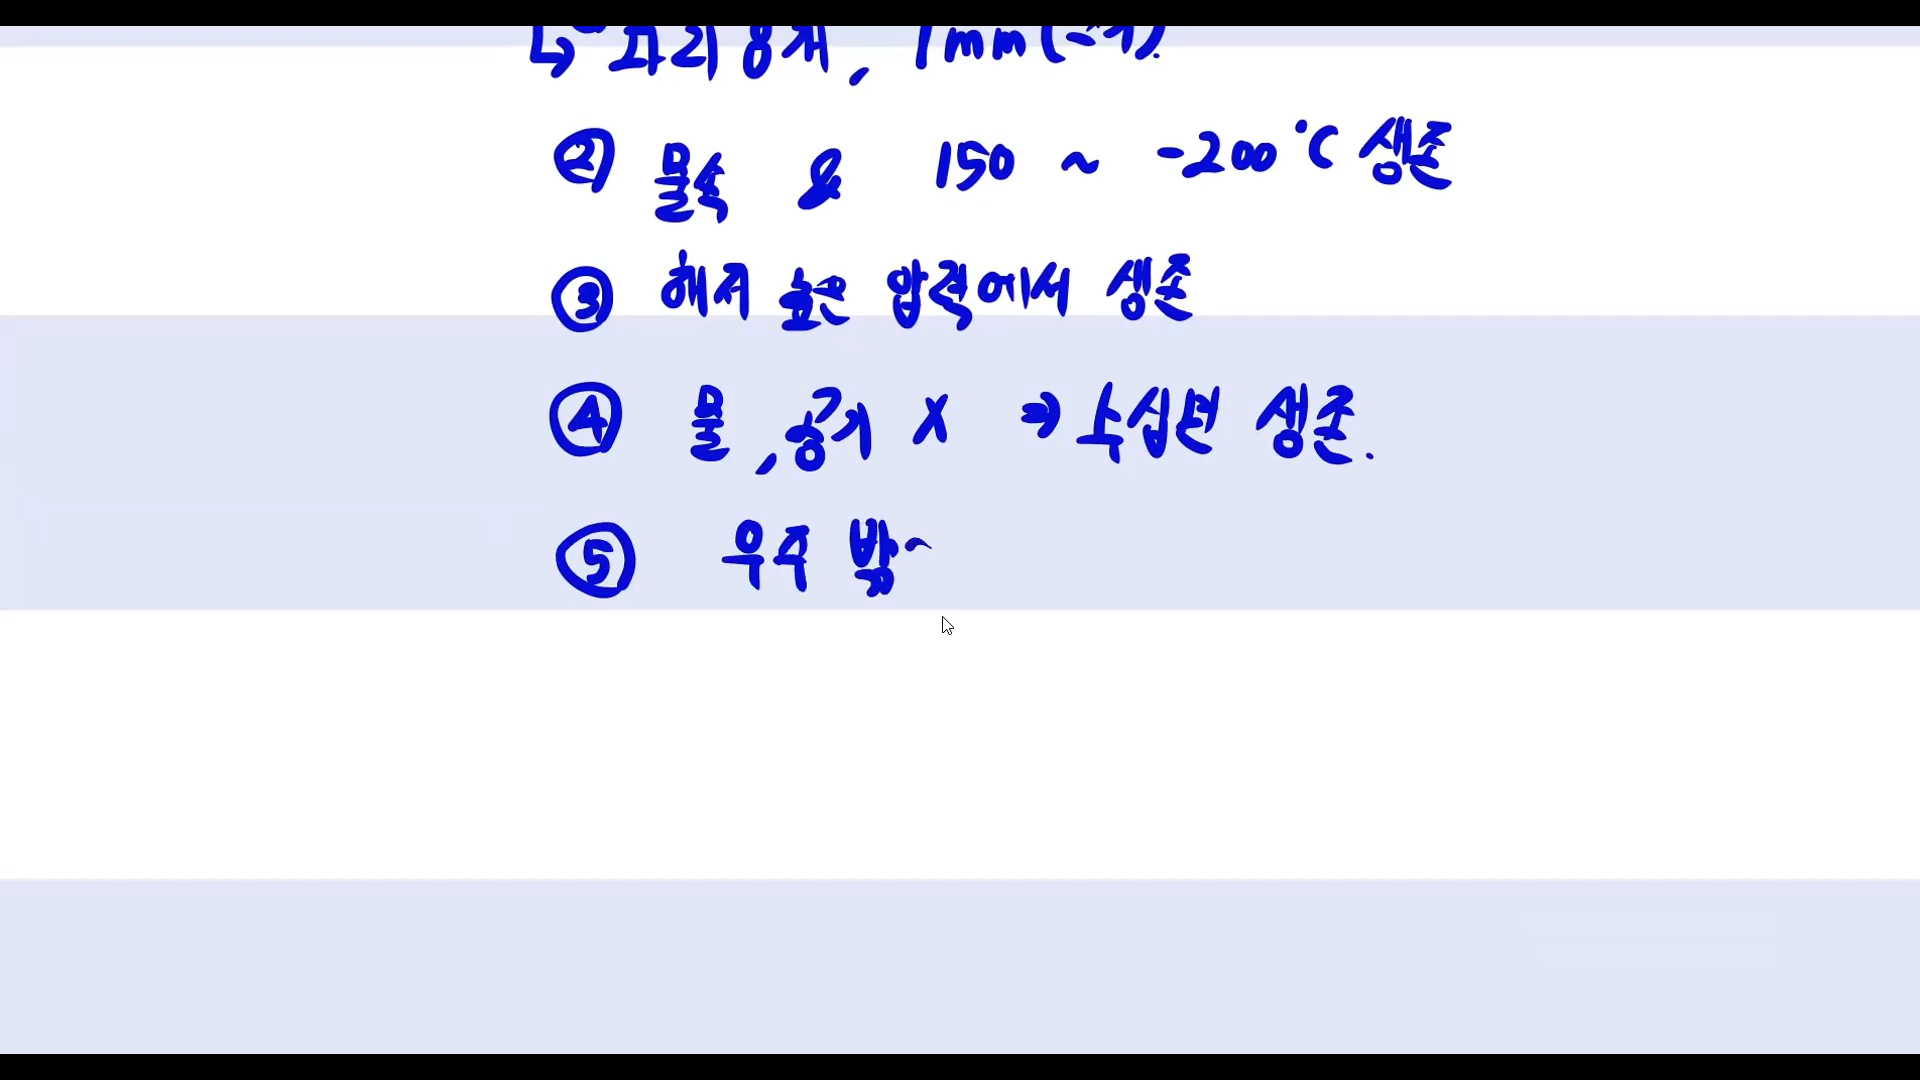 ↳ 다리 8개, 1mm (크기).
② 물속 & 150 ~ -200°C 생존
③ 해저 높은 압력에서 생존
④ 물, 공기 X ⇒ 수십년 생존.
⑤ 우주